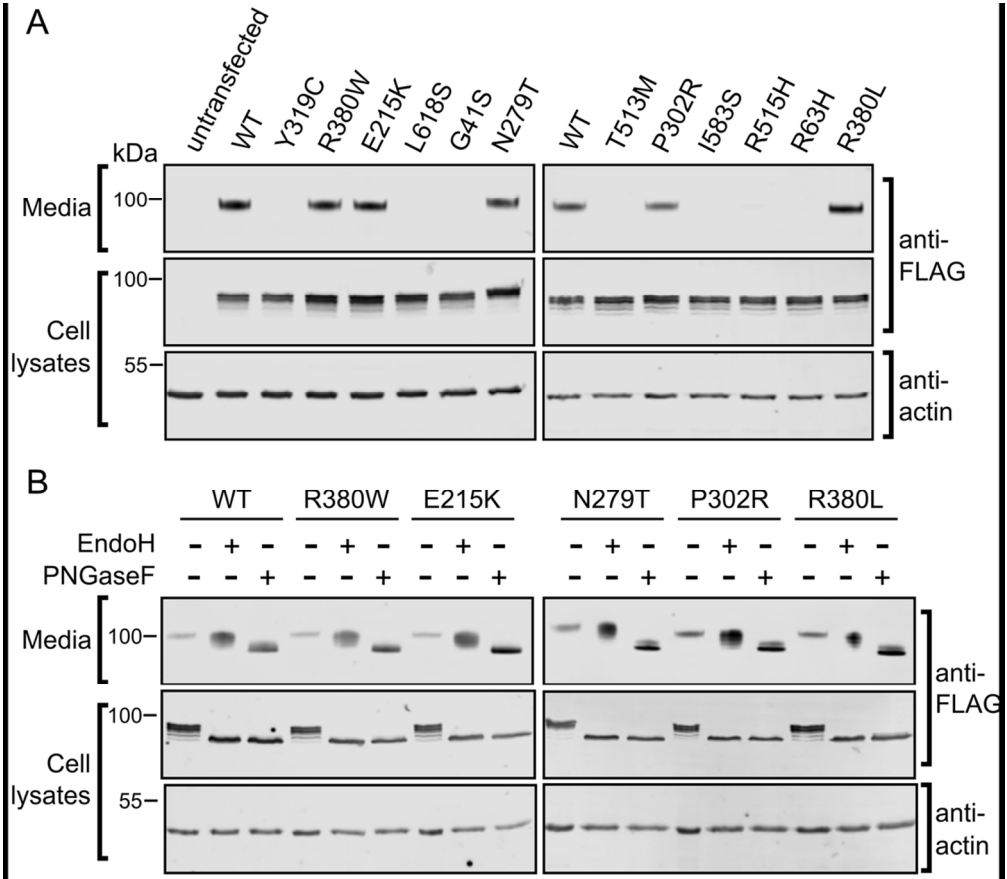 A
untransfected WT Y319C R380W E215K L618S G41S N279T WT T513M P302R I583S R515H R63H R380L
kDa
Media 100
anti-
FLAG
100
Cell
lysates
55
anti-
actin
B
WT R380W E215K N279T P302R R380L
EndoH - + - - + - - + - - + - - + - - + -
PNGaseF - - + - - + - - + - - + - - + - - +
Media 100
anti-
FLAG
100
Cell
lysates
55
anti-
actin